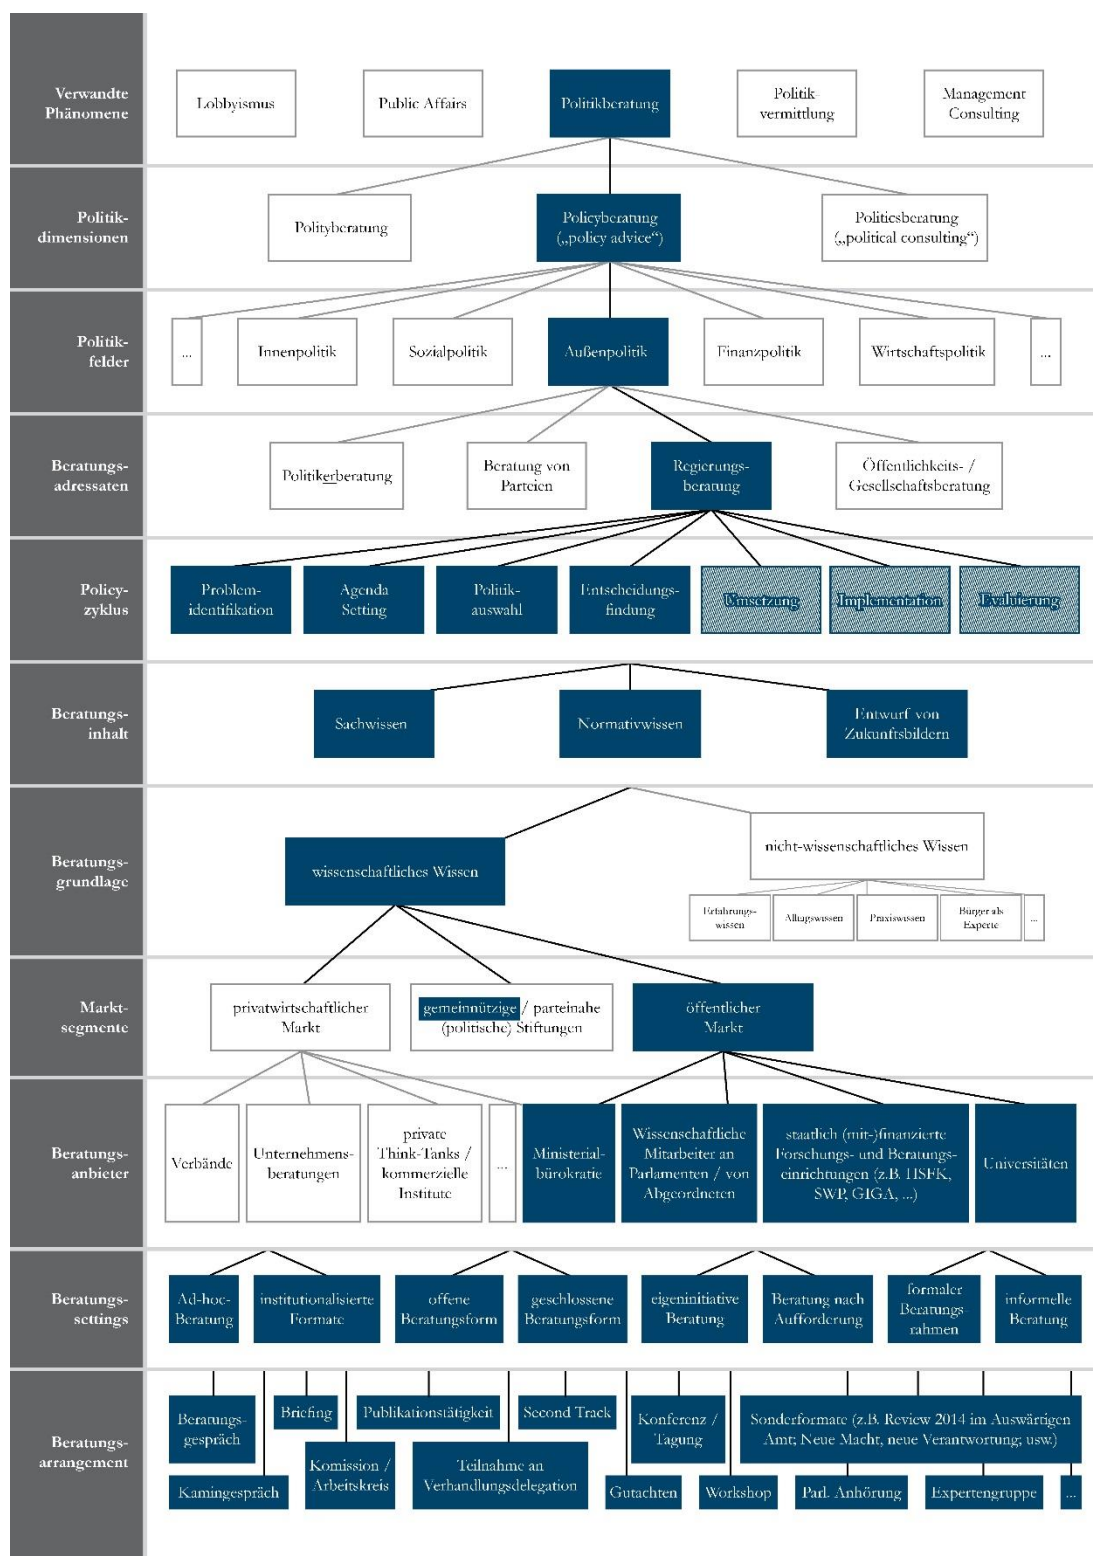 Verwandte
Phänomene
Lobbyismus
Public Affairs
Politikberatung
Politik-
vermittlung
Management
Consulting
Politik-
dimensionen
Polityberatung
Policyberatung
(„policy advice“)
Politicsberatung
(„political consulting“)
Politik-
felder
...
Innenpolitik
Sozialpolitik
Außenpolitik
Finanzpolitik
Wirtschaftspolitik
...
Beratungs-
adressaten
Politikerberatung
Beratung von
Parteien
Regierungs-
beratung
Öffentlichkeits- /
Gesellschaftsberatung
Policy-
zyklus
Problem-
identifikation
Agenda
Setting
Politik-
auswahl
Entscheidungs-
findung
Umsetzung
Implementation
Evaluierung
Beratungs-
inhalt
Sachwissen
Normativwissen
Entwurf von
Zukunftsbildern
Beratungs-
grundlage
wissenschaftliches Wissen
nicht-wissenschaftliches Wissen
Erfahrungs-
wissen
Alltagswissen
Praxiswissen
Bürger als
Experte
...
Markt-
segmente
privatwirtschaftlicher
Markt
gemeinnützige / parteinahe
(politische) Stiftungen
öffentlicher
Markt
Beratungs-
anbieter
Verbände
Unternehmens-
beratungen
private
Think-Tanks /
kommerzielle
Institute
...
Ministerial-
bürokratie
Wissenschaftliche
Mitarbeiter an
Parlamenten / von
Abgeordneten
staatlich (mit-)finanzierte
Forschungs- und Beratungs-
einrichtungen (z.B. HSFK,
SWP, GIGA, ...)
Universitäten
Beratungs-
settings
Ad-hoc-
Beratung
institutionalisierte
Formate
offene
Beratungsform
geschlossene
Beratungsform
eigeninitiative
Beratung
Beratung nach
Aufforderung
formaler
Beratungs-
rahmen
informelle
Beratung
Beratungs-
arrangement
Beratungs-
gespräch
Kamingespräch
Briefing
Komission /
Arbeitskreis
Publikationstätigkeit
Teilnahme an
Verhandlungsdelegation
Second Track
Gutachten
Konferenz /
Tagung
Workshop
Sonderformate (z.B. Review 2014 im Auswärtigen
Amt; Neue Macht, neue Verantwortung; usw.)
Parl. Anhörung
Expertengruppe
...